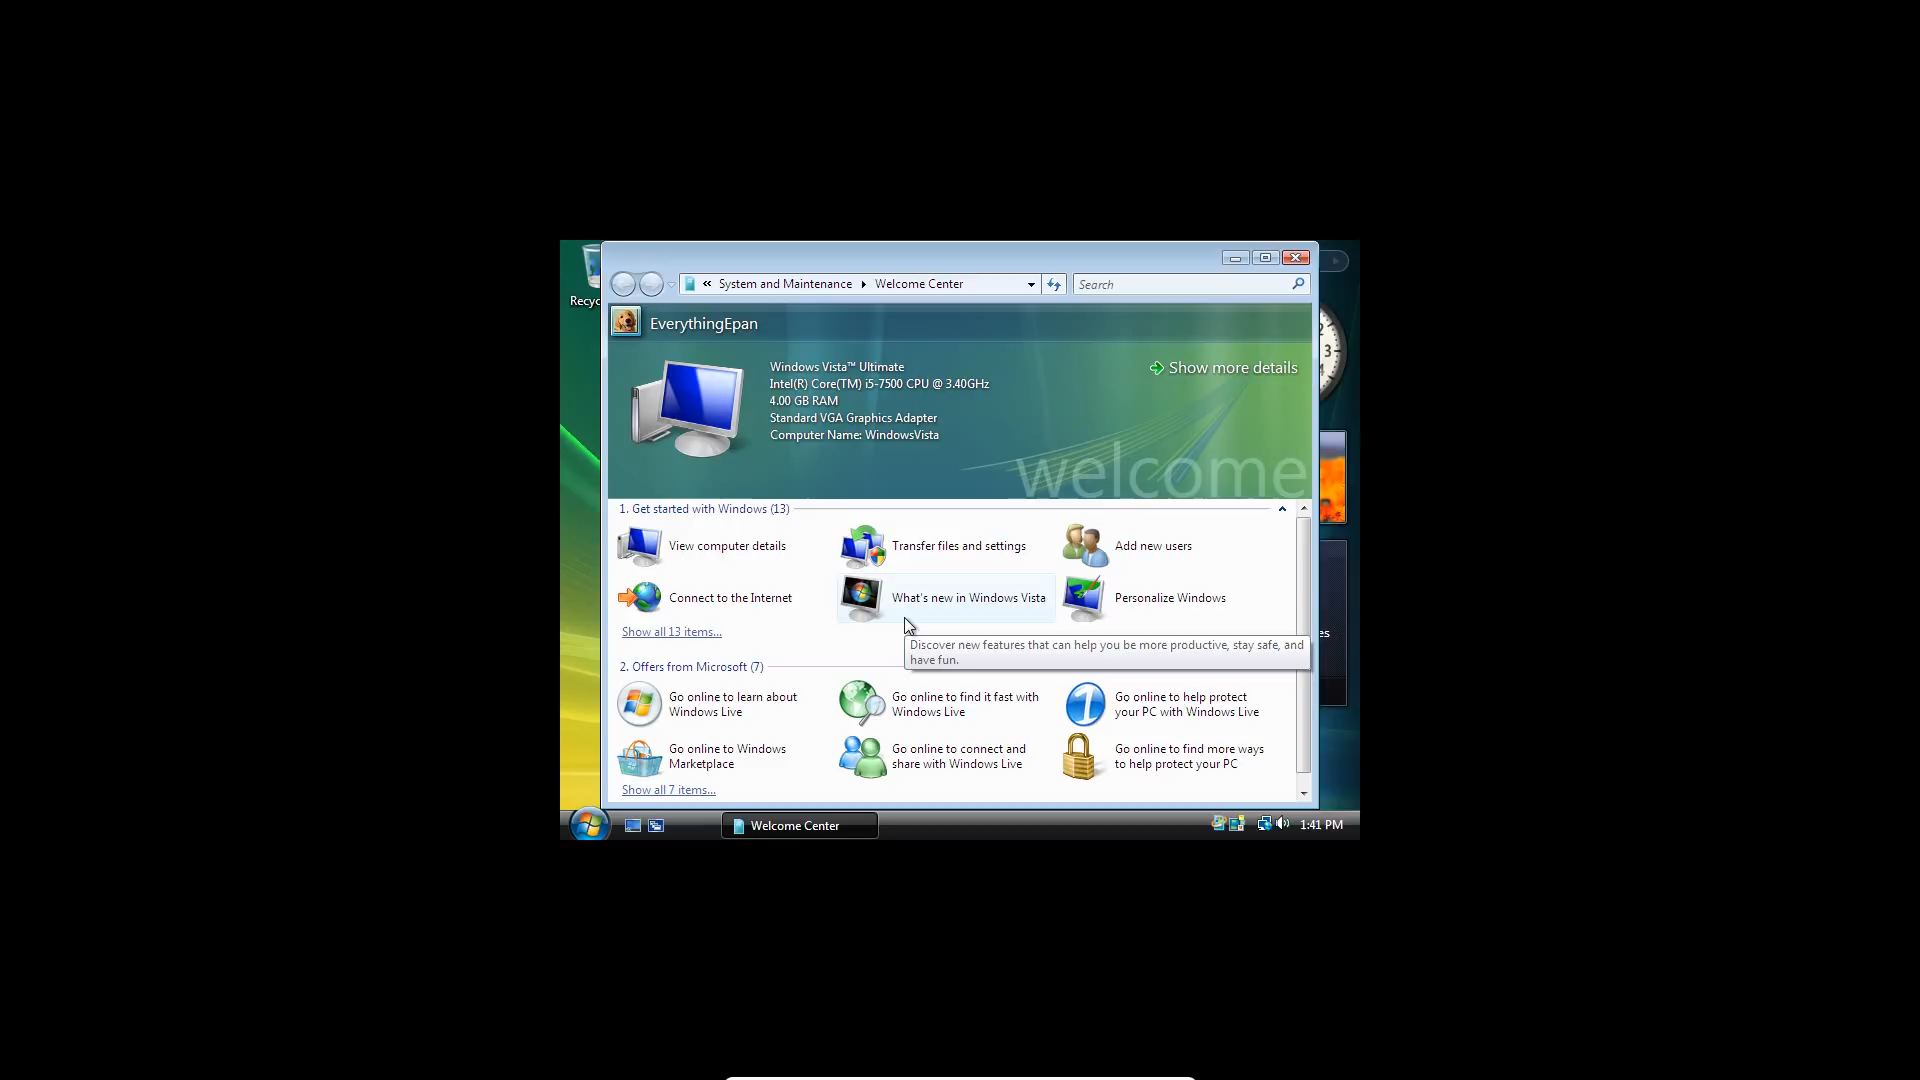 Recyc
« System and Maintenance ▸ Welcome Center
Search
EverythingEpan
Windows Vista™ Ultimate
Intel(R) Core(TM) i5-7500 CPU @ 3.40GHz
4.00 GB RAM
Standard VGA Graphics Adapter
Computer Name: WindowsVista
Show more details
welcome
3
1. Get started with Windows (13)
View computer details
Transfer files and settings
Add new users
Connect to the Internet
What's new in Windows Vista
Personalize Windows
Show all 13 items...
es
Discover new features that can help you be more productive, stay safe, and
have fun.
2. Offers from Microsoft (7)
Go online to learn about
Windows Live
Go online to find it fast with
Windows Live
Go online to help protect
your PC with Windows Live
Go online to Windows
Marketplace
Go online to connect and
share with Windows Live
Go online to find more ways
to help protect your PC
Show all 7 items...
Welcome Center
1:41 PM